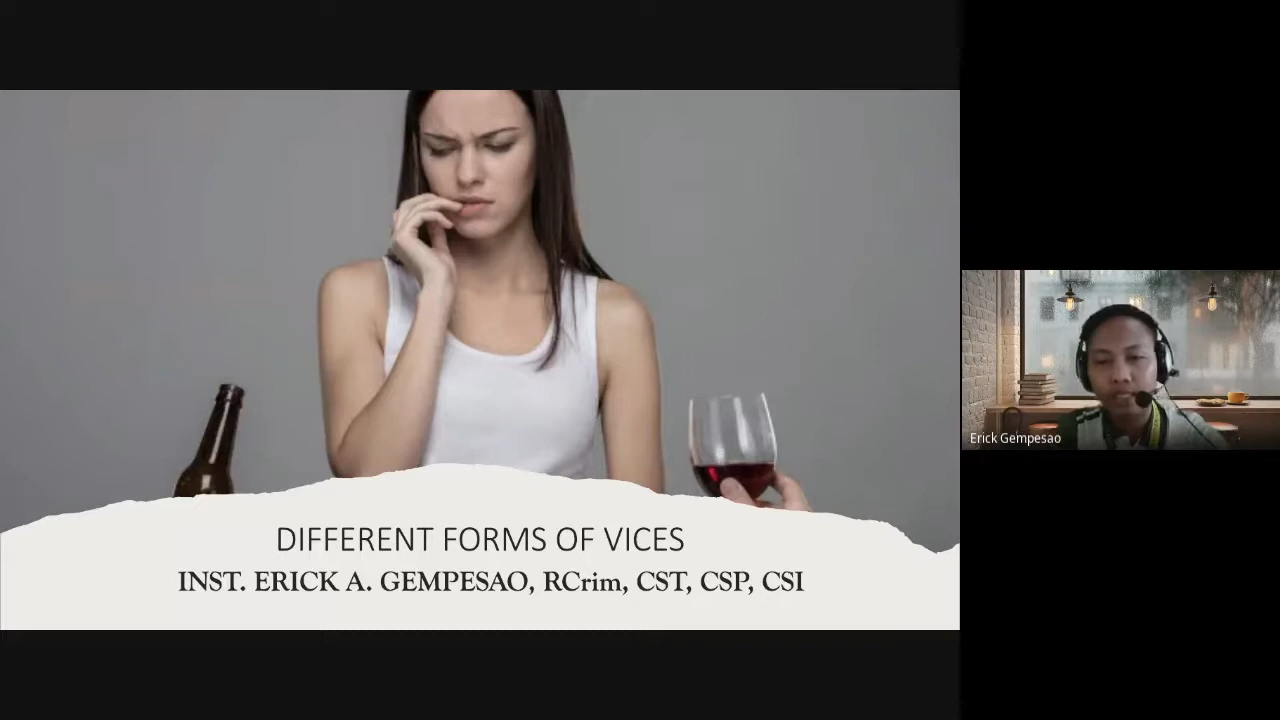 DIFFERENT FORMS OF VICES
INST. ERICK A. GEMPESAO, RCrim, CST, CSP, CSI
Erick Gempesao